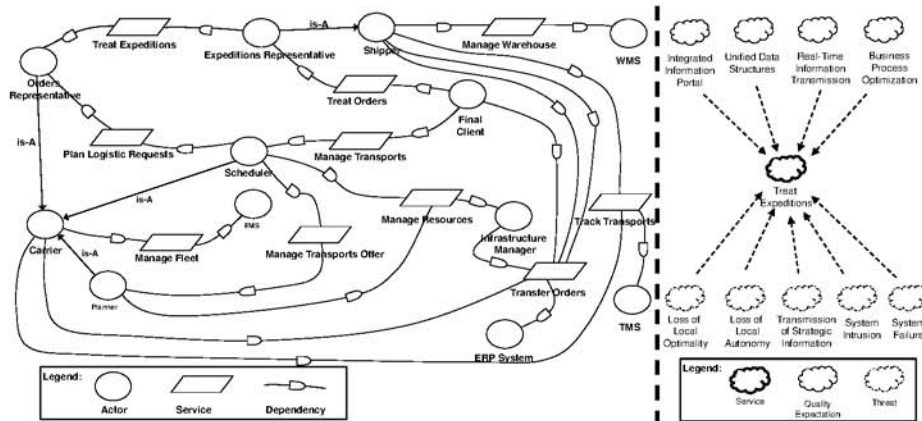 Treat Expeditions
is-A
Expeditions Representative
Shipper
Manage Warehouse
WMS
Orders
Representative
Treat Orders
Final
Client
is-A
Plan Logistic Requests
Manage Transports
Scheduler
is-A
Manage Resources
Track Transports
Carrier
FMS
is-A
Manage Fleet
Manage Transports Offer
Infrastructure
Manager
Planner
Transfer Orders
ERP System
TMS
Legend:
Actor
Service
Dependency
Integrated
Information
Portal
Unified Data
Structures
Real-Time
Information
Transmission
Business
Process
Optimization
Treat
Expeditions
Loss of
Local
Optimality
Loss of
Local
Autonomy
Transmission
of Strategic
Information
System
Intrusion
System
Failure
Legend:
Service
Quality
Expectation
Threat